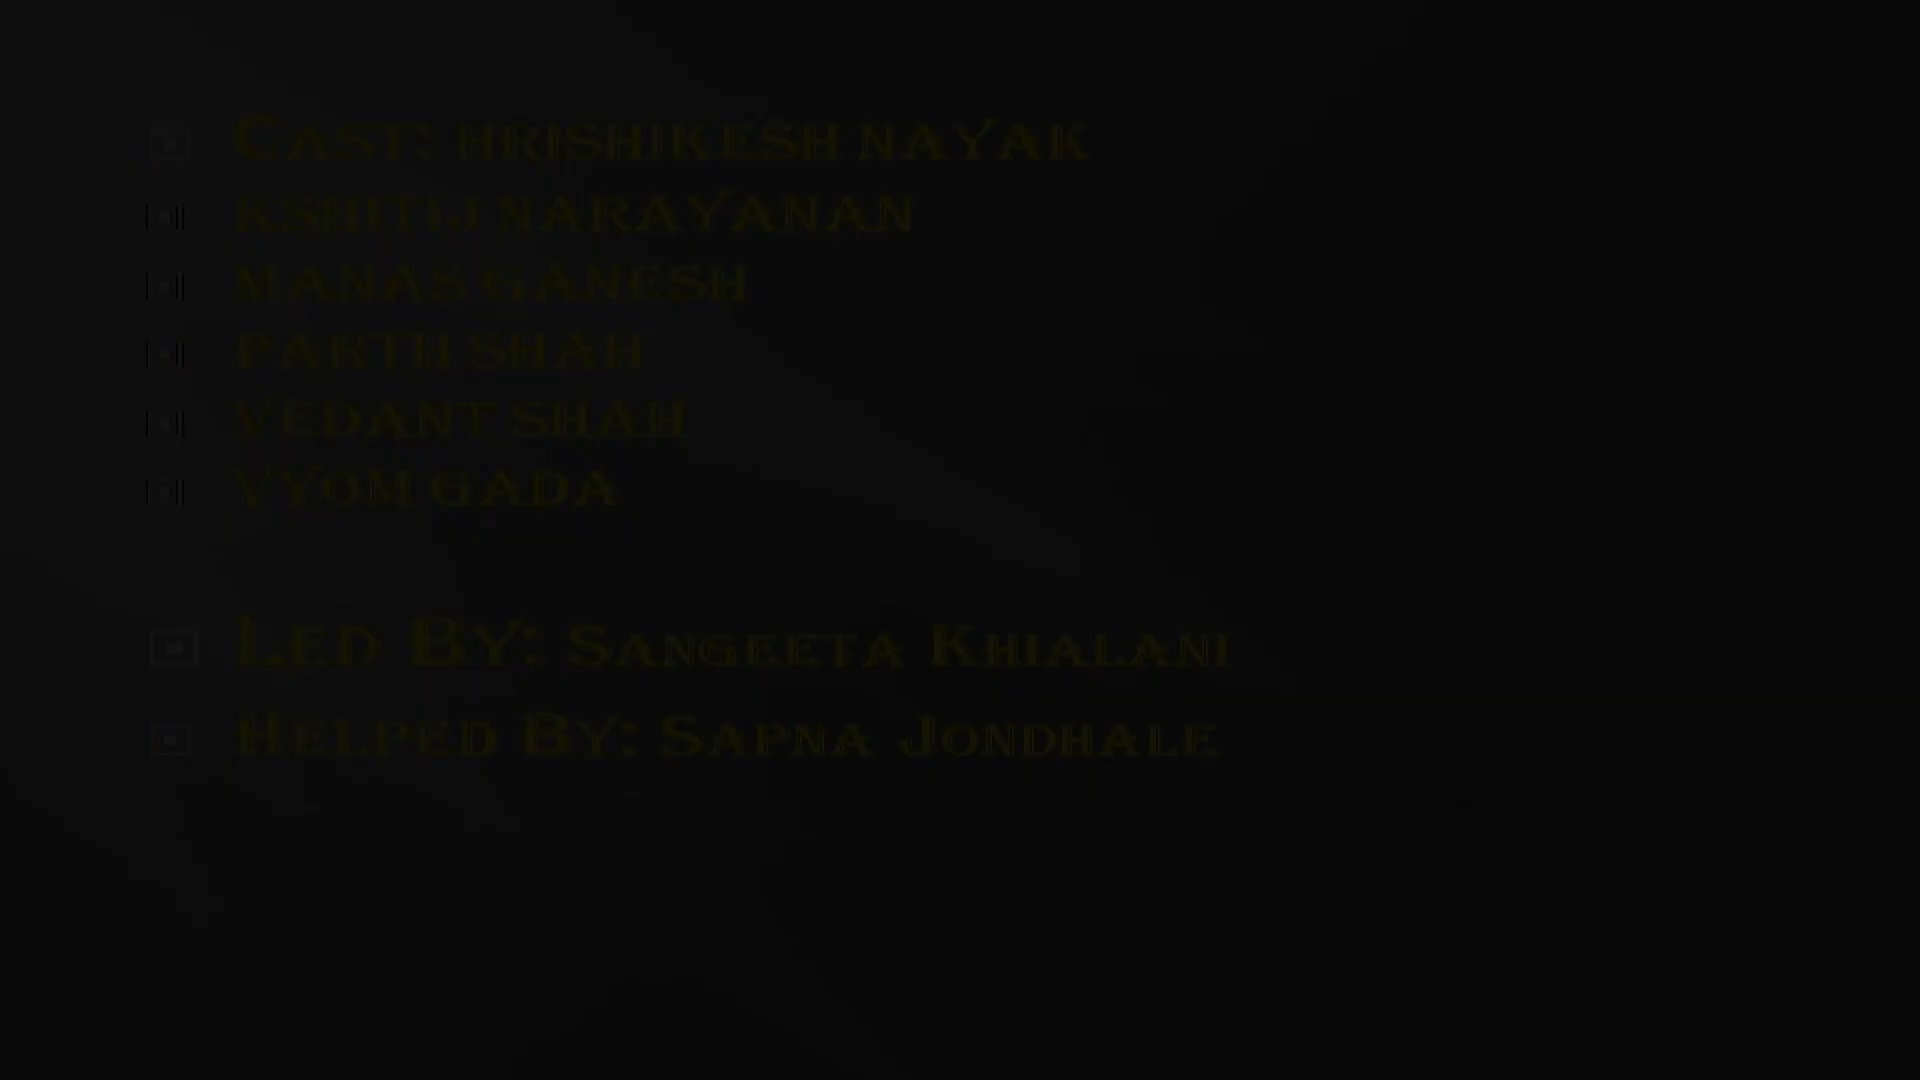 Cast: HRISHIKESH NAYAK
KSHITIJ NARAYANAN
MANAS GANESH
PARTH SHAH
VEDANT SHAH
VYOM GADA
Led By: Sangeeta Khialani
Helped By: Sapna Jondhale